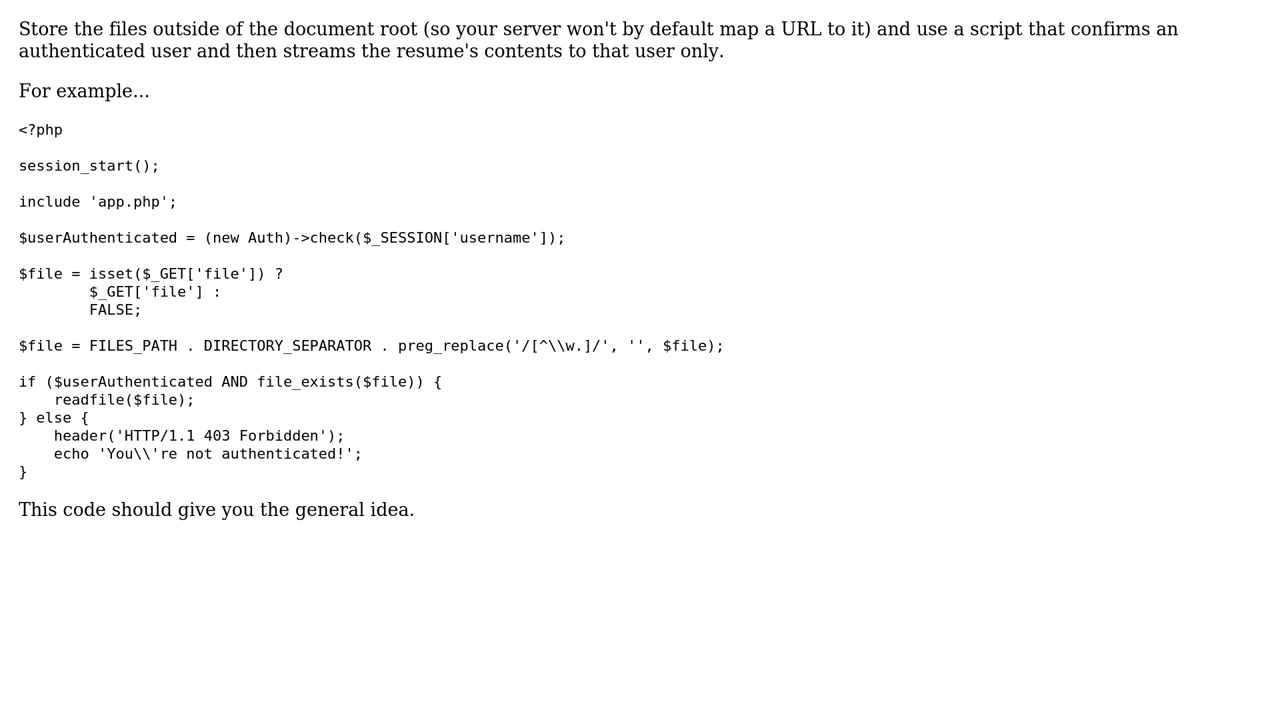 Store the files outside of the document root (so your server won't by default map a URL to it) and use a script that confirms an
authenticated user and then streams the resume's contents to that user only.
For example...
<?php
session_start();
include 'app.php';
$userAuthenticated = (new Auth)->check($_SESSION['username']);
$file = isset($_GET['file']) ?
        $_GET['file'] :
        FALSE;
$file = FILES_PATH . DIRECTORY_SEPARATOR . preg_replace('/[^\\w.]/', '', $file);
if ($userAuthenticated AND file_exists($file)) {
    readfile($file);
} else {
    header('HTTP/1.1 403 Forbidden');
    echo 'You\\'re not authenticated!';
}
This code should give you the general idea.